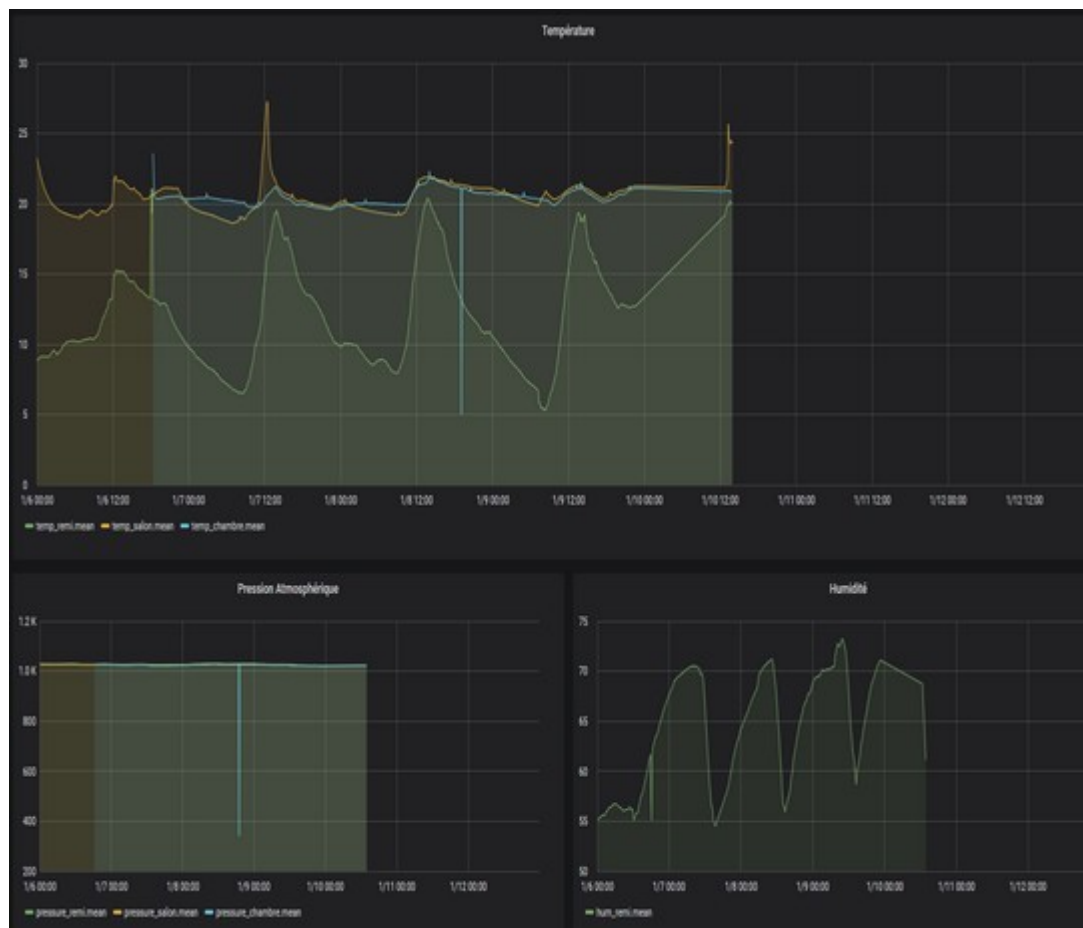 Température
30
25
20
15
10
5
0
1/6 00:00 1/6 12:00 1/7 00:00 1/7 12:00 1/8 00:00 1/8 12:00 1/9 00:00 1/9 12:00 1/10 00:00 1/10 12:00 1/11 00:00 1/11 12:00 1/12 00:00 1/12 12:00
temp_remi.mean temp_salon.mean temp_chambre.mean
Pression Atmosphérique
1.2 K
1.0 K
800
600
400
200
1/6 00:00 1/7 00:00 1/8 00:00 1/9 00:00 1/10 00:00 1/11 00:00 1/12 00:00
pressure_remi.mean pressure_salon.mean pressure_chambre.mean
Humidité
75
70
65
60
55
50
1/6 00:00 1/7 00:00 1/8 00:00 1/9 00:00 1/10 00:00 1/11 00:00 1/12 00:00
hum_remi.mean